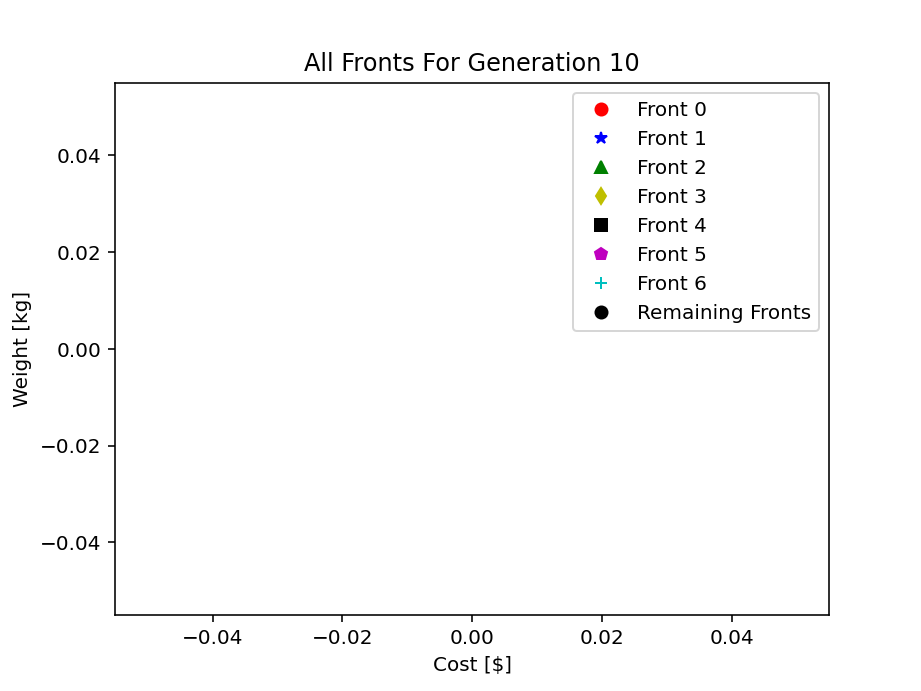 All Fronts For Generation 10
Front 0
Front 1
Front 2
Front 3
Front 4
Front 5
Front 6
Remaining Fronts
0.04
0.02
0.00
−0.02
−0.04
Weight [kg]
−0.04 −0.02 0.00 0.02 0.04
Cost [$]